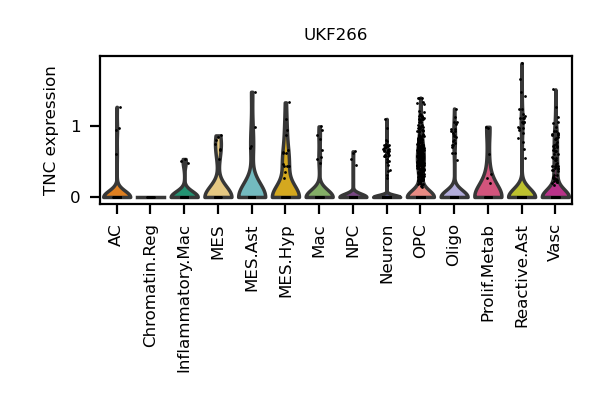 UKF266
TNC expression
1
0
AC
Chromatin.Reg
Inflammatory.Mac
MES
MES.Ast
MES.Hyp
Mac
NPC
Neuron
OPC
Oligo
Prolif.Metab
Reactive.Ast
Vasc